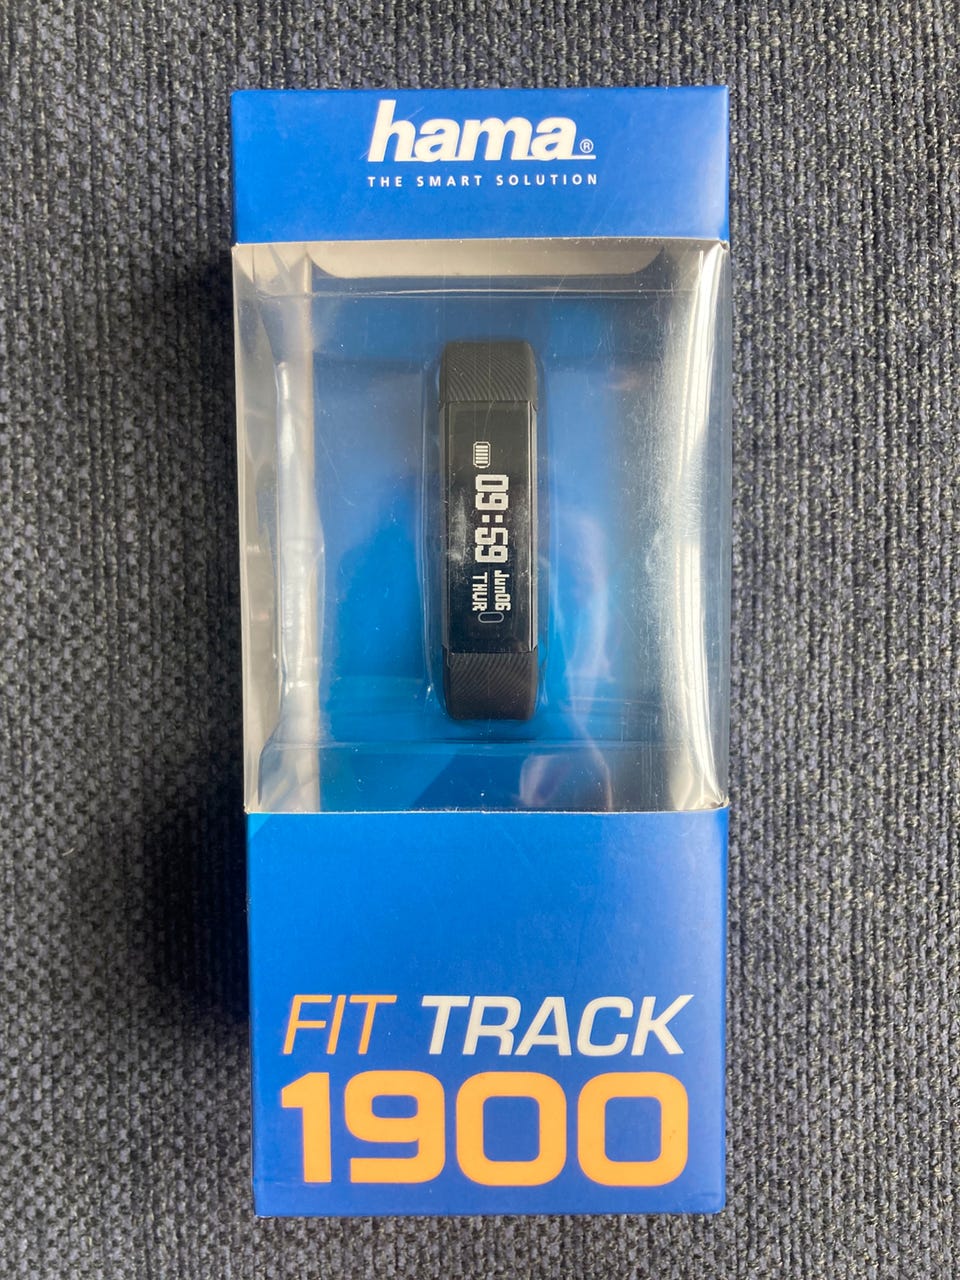 hama®
THE SMART SOLUTION
09:59
Jun06
THUR
FIT TRACK
1900